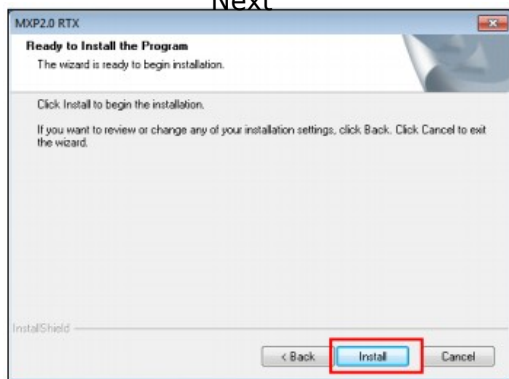 Next
MXP2.0 RTX
Ready to Install the Program
The wizard is ready to begin installation.
Click Install to begin the installation.
If you want to review or change any of your installation settings, click Back. Click Cancel to exit
the wizard.
InstallShield
< Back Install Cancel